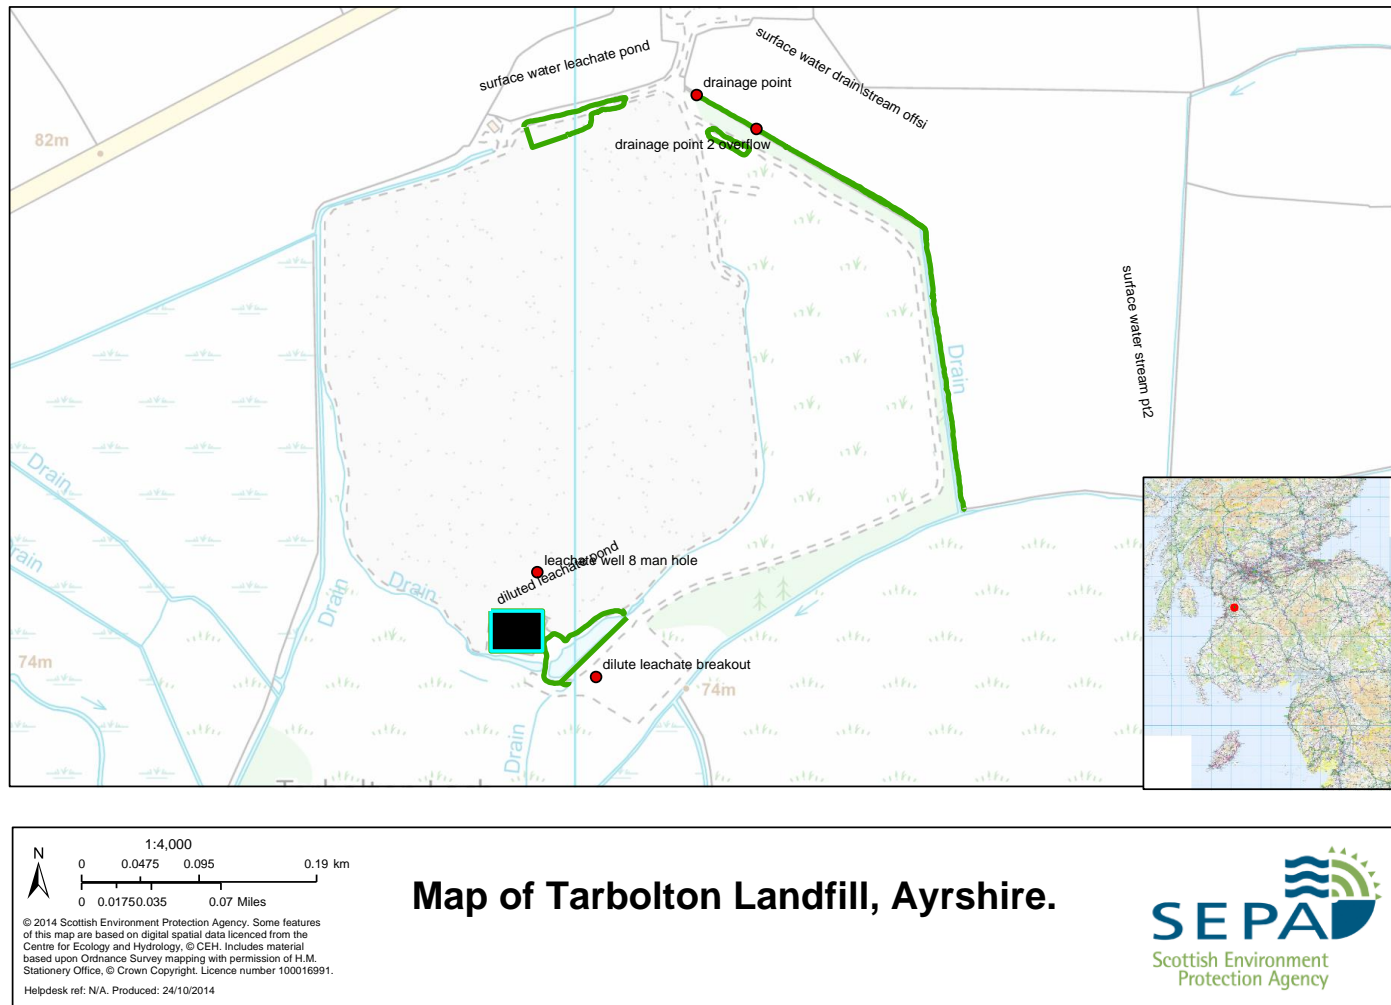 surface water leachate pond
surface water drain\stream offsi
drainage point
drainage point 2 overflow
82m
surface water stream pt2
Drain
Drain
Drain
Drain
leachate well 8 man hole
diluted leachate pond
74m
dilute leachate breakout
74m
Drain
1:4,000
N
0 0.0475 0.095 0.19 km
0 0.01750.035 0.07 Miles
© 2014 Scottish Environment Protection Agency. Some features
of this map are based on digital spatial data licenced from the
Centre for Ecology and Hydrology, © CEH. Includes material
based upon Ordnance Survey mapping with permission of H.M.
Stationery Office, © Crown Copyright. Licence number 100016991.
Helpdesk ref: N/A. Produced: 24/10/2014
Map of Tarbolton Landfill, Ayrshire.
SEPA
Scottish Environment
Protection Agency